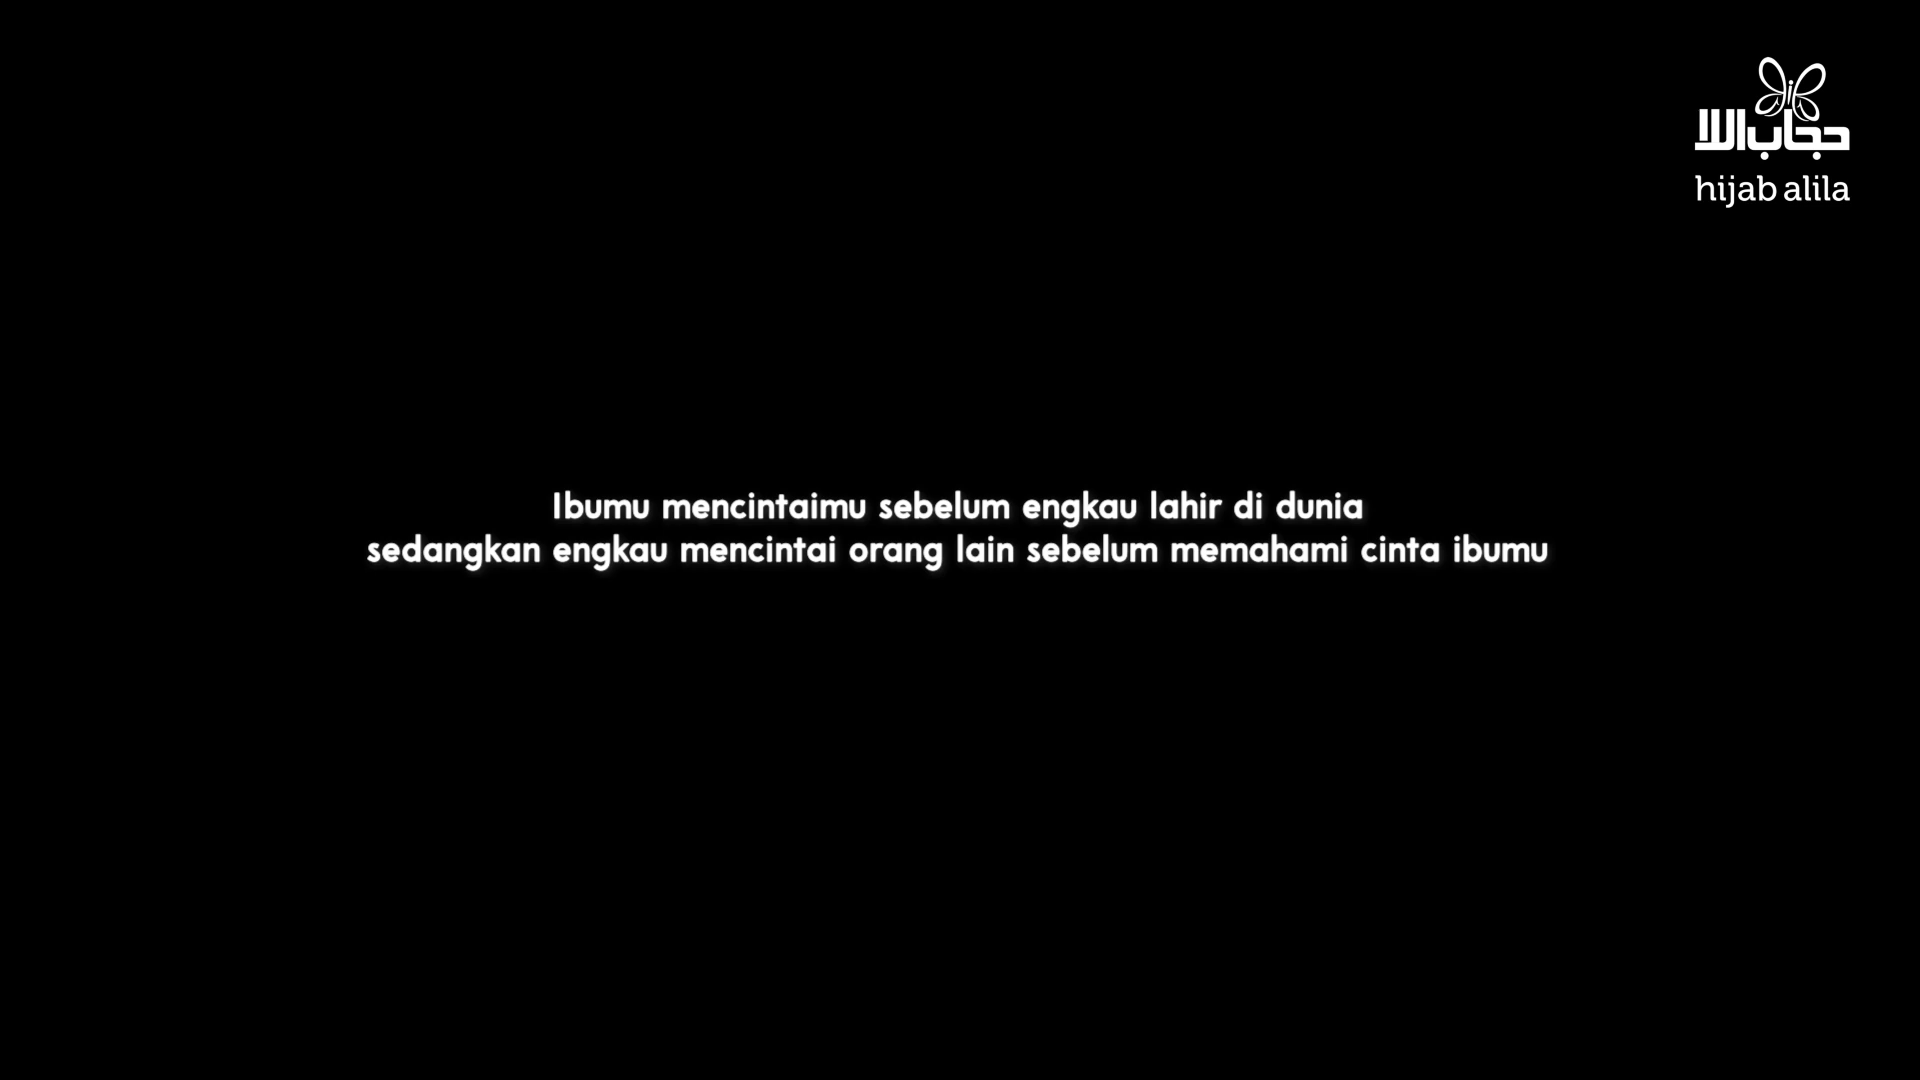 حجاب الىلا
hijab alila
Ibumu mencintaimu sebelum engkau lahir di dunia
sedangkan engkau mencintai orang lain sebelum memahami cinta ibumu